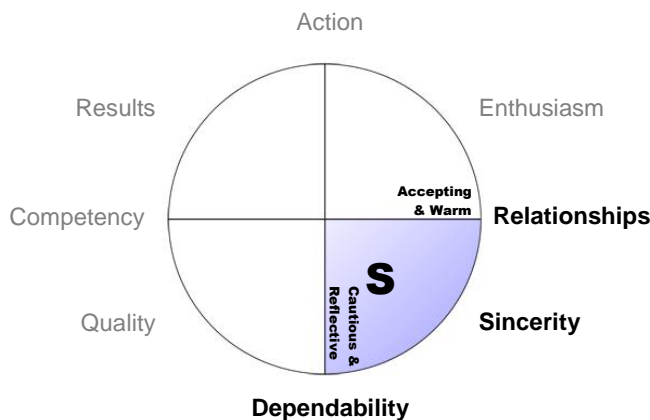 Action
Results
Enthusiasm
Accepting
& Warm
Competency
Relationships
S
Cautious &
Reflective
Quality
Sincerity
Dependability